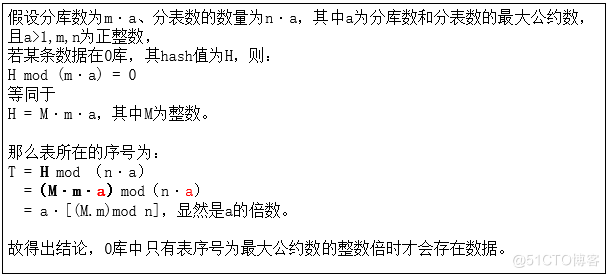 假设分库数为m·a、分表数的数量为n·a，其中a为分库数和分表数的最大公约数，
且a>1,m,n为正整数，
若某条数据在0库，其hash值为H，则：
H mod (m·a) = 0
等同于
H = M·m·a，其中M为整数。
那么表所在的序号为：
T = H mod （n·a）
= （M·m·a）mod（n·a）
= a·[(M.m)mod n]，显然是a的倍数。
故得出结论，0库中只有表序号为最大公约数的整数倍时才会存在数据。
@51CTO博客